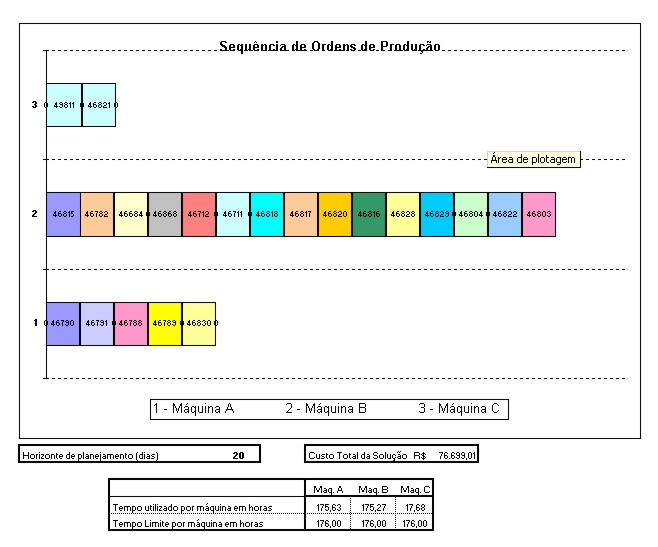 Sequência de Ordens de Produção
3 0 49811 0 46821 0
Área de plotagem
2 46815 46782 46684 0 46868 46712 46711 46818 46817 46820 46816 46828 46829 0 46804 0 46822 46803
1 0 46790 46791 0 46788 0 46789 0 46830 0
1 - Máquina A 2 - Máquina B 3 - Máquina C
Horizonte de planejamento (dias) 20 Custo Total da Solução R$ 76.699,01
Maq. A Maq. B Maq. C
Tempo utilizado por máquina em horas 175,63 175,27 17,68
Tempo Limite por máquina em horas 176,00 176,00 176,00